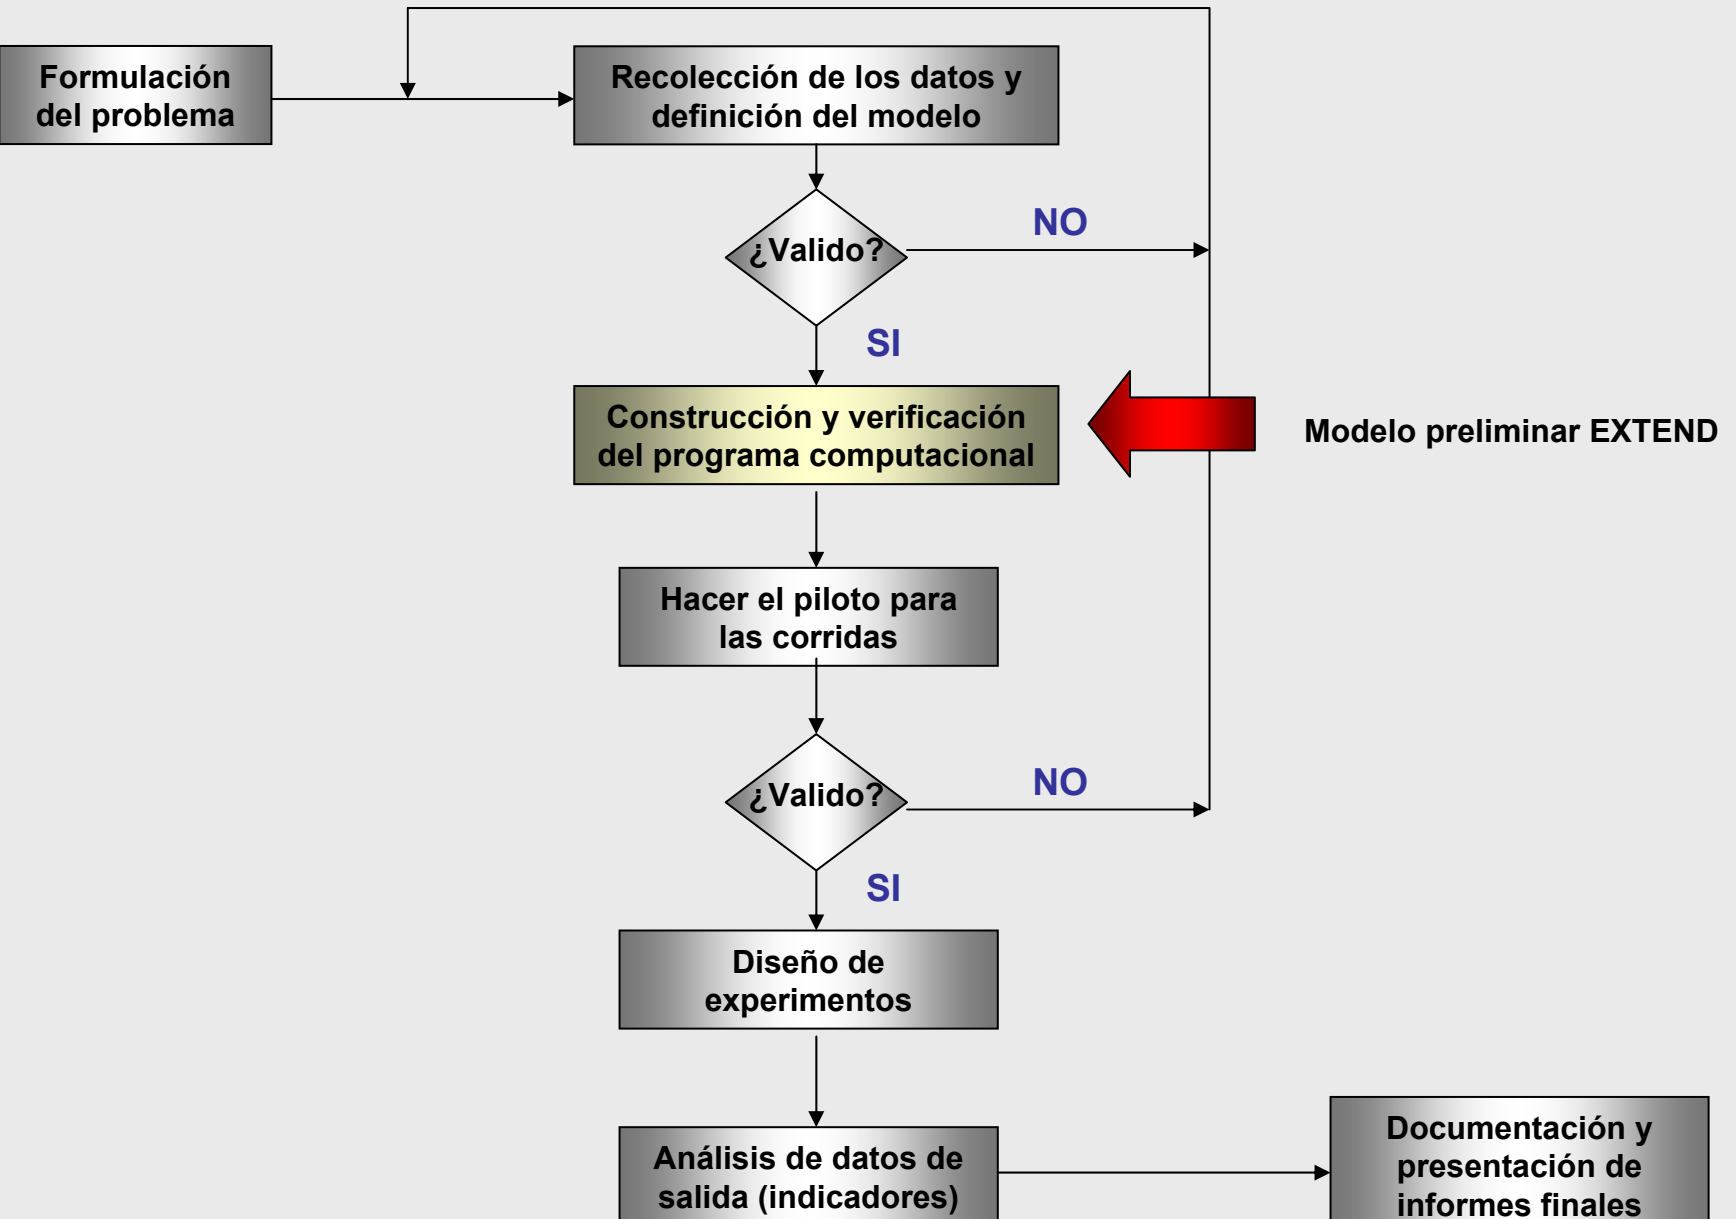 Formulación
del problema
Recolección de los datos y
definición del modelo
¿Valido?
NO
SI
Construcción y verificación
del programa computacional
Modelo preliminar EXTEND
Hacer el piloto para
las corridas
¿Valido?
NO
SI
Diseño de
experimentos
Análisis de datos de
salida (indicadores)
Documentación y
presentación de
informes finales